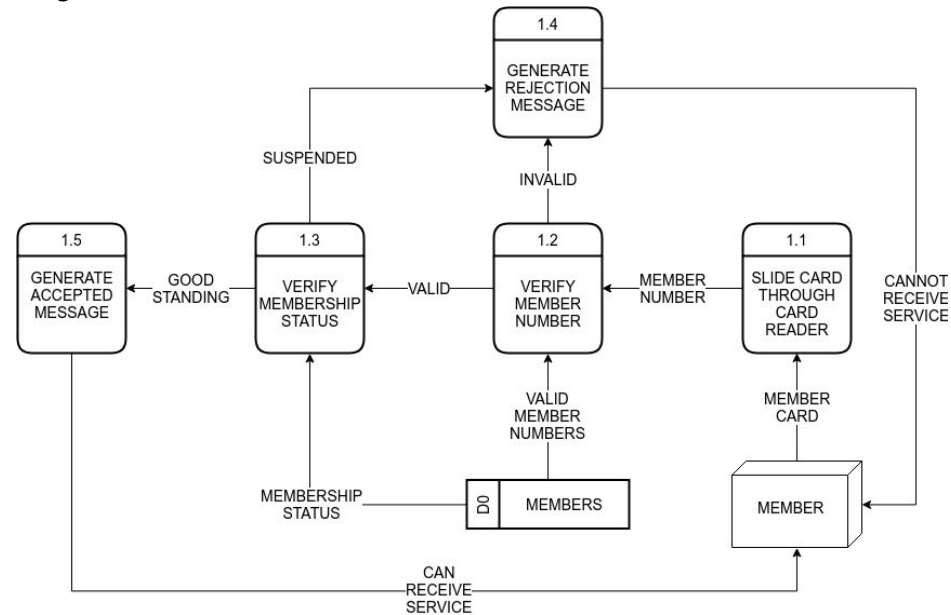 1.4
GENERATE
REJECTION
MESSAGE
SUSPENDED
INVALID
1.5
GENERATE
ACCEPTED
MESSAGE
GOOD
STANDING
1.3
VERIFY
MEMBERSHIP
STATUS
VALID
1.2
VERIFY
MEMBER
NUMBER
MEMBER
NUMBER
1.1
SLIDE CARD
THROUGH
CARD
READER
CANNOT
RECEIVE
SERVICE
VALID
MEMBER
NUMBERS
MEMBER
CARD
MEMBERSHIP
STATUS
D0
MEMBERS
MEMBER
CAN
RECEIVE
SERVICE